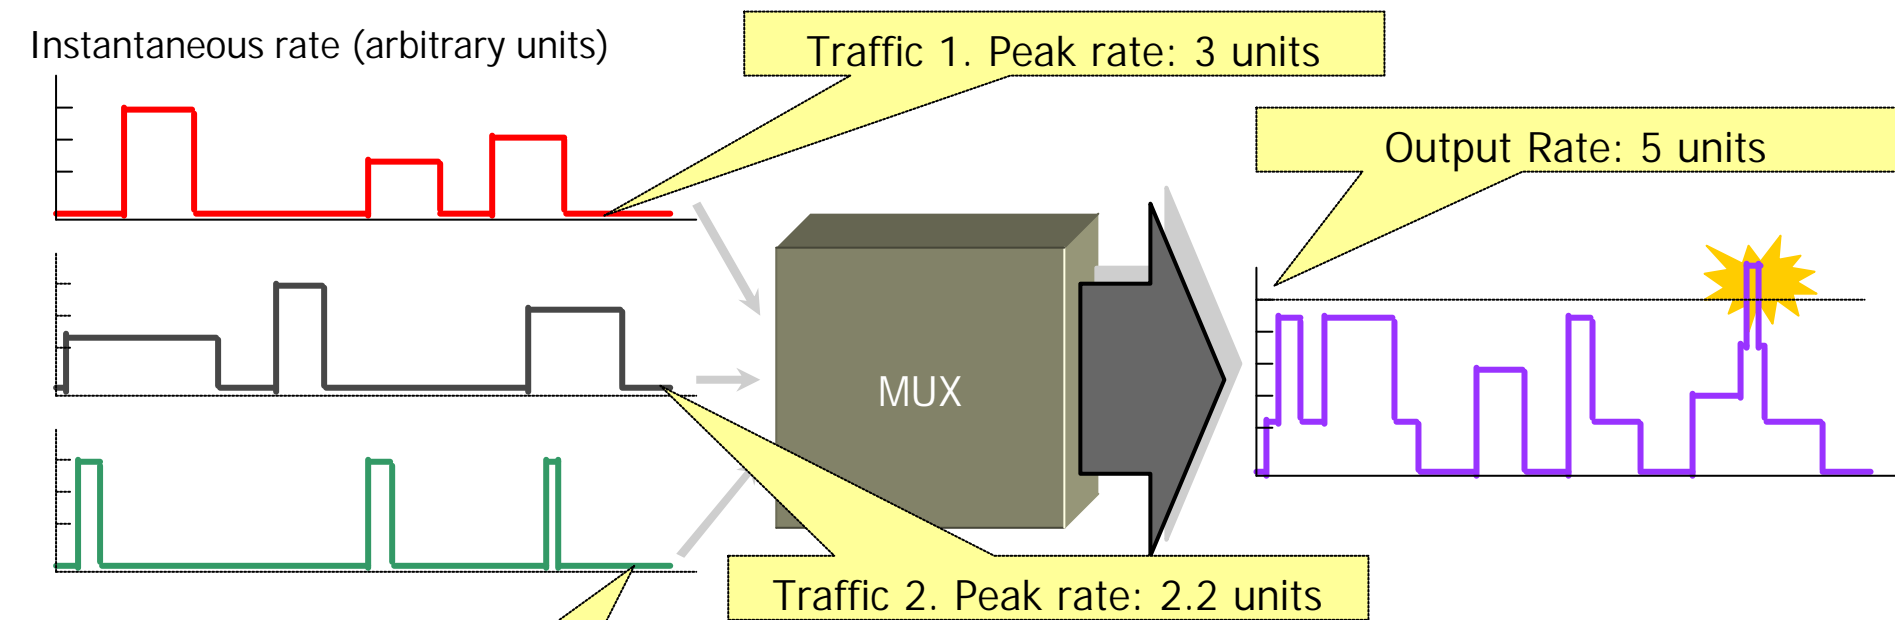 Instantaneous rate (arbitrary units)
Traffic 1. Peak rate: 3 units
Output Rate: 5 units
MUX
Traffic 2. Peak rate: 2.2 units